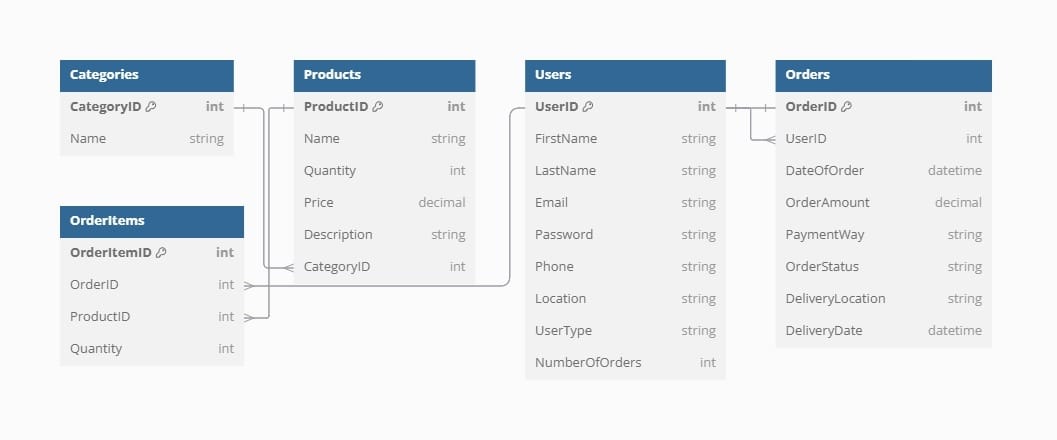 Categories
CategoryID int
Name string
OrderItems
OrderItemID int
OrderID int
ProductID int
Quantity int
Products
ProductID int
Name string
Quantity int
Price decimal
Description string
CategoryID int
Users
UserID int
FirstName string
LastName string
Email string
Password string
Phone string
Location string
UserType string
NumberOfOrders int
Orders
OrderID int
UserID int
DateOfOrder datetime
OrderAmount decimal
PaymentWay string
OrderStatus string
DeliveryLocation string
DeliveryDate datetime